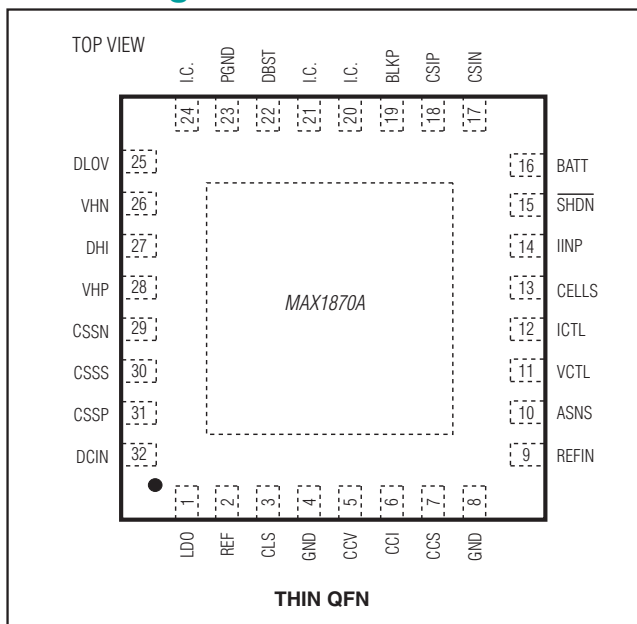 TOP VIEW
I.C. PGND DBST I.C. I.C. BLKP CSIP CSIN
24 23 22 21 20 19 18 17
DLOV 25
VHN 26
DHI 27
VHP 28
CSSN 29
CSSS 30
CSSP 31
DCIN 32
MAX1870A
16 BATT
15 SHDN
14 IINP
13 CELLS
12 ICTL
11 VCTL
10 ASNS
9 REFIN
1 2 3 4 5 6 7 8
LDO REF CLS GND CCV CCI CCS GND
THIN QFN